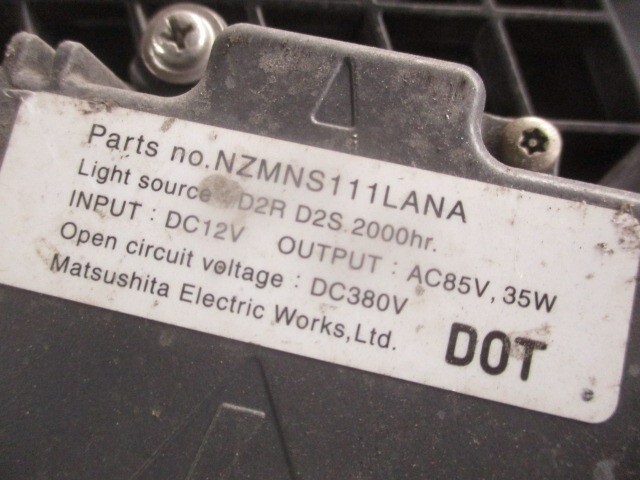 Parts no.NZMNS111LANA
Light source D2R D2S 2000hr.
INPUT : DC12V OUTPUT : AC85V, 35W
Open circuit voltage : DC380V
Matsushita Electric Works,Ltd.
DOT